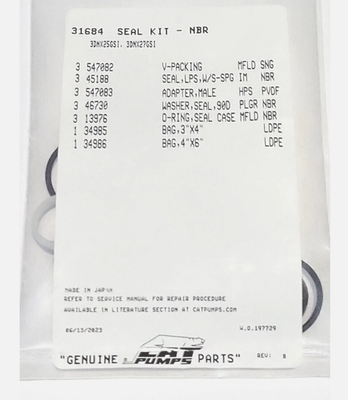 31684 SEAL KIT - NBR
3DNX25GSI, 3DNX27GSI
3 547082 V-PACKING MFLD SNG
3 45188 SEAL,LPS,W/S-SPG IM NBR
3 547083 ADAPTER,MALE HPS PVDF
3 46730 WASHER,SEAL,90D PLGR NBR
3 13976 O-RING,SEAL CASE MFLD NBR
1 34985 BAG,3"X4" LDPE
1 34986 BAG,4"X6" LDPE
MADE IN JAPAN
REFER TO SERVICE MANUAL FOR REPAIR PROCEDURE
AVAILABLE IN LITERATURE SECTION AT CATPUMPS.COM
06/13/2023 W.O.197729
"GENUINE CAT PUMPS PARTS" REV: